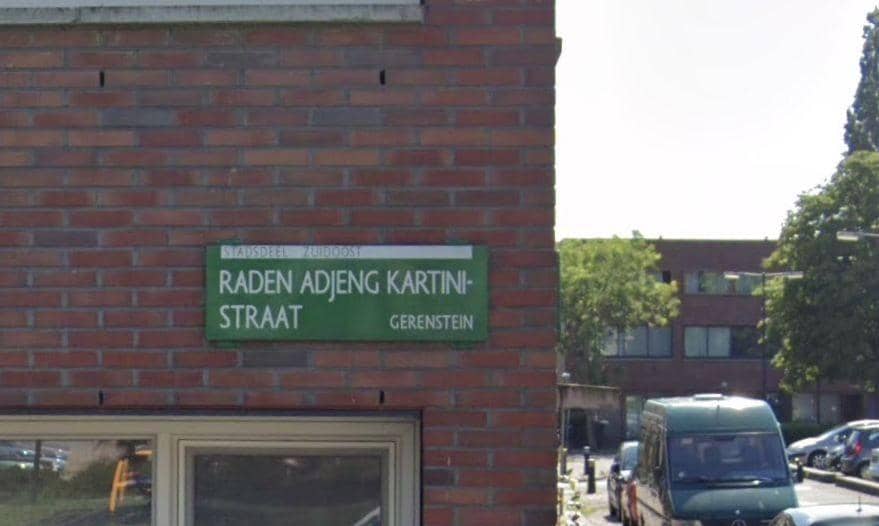 STADSDEEL ZUIDOOST
RADEN ADJENG KARTINI-
STRAAT GERENSTEIN